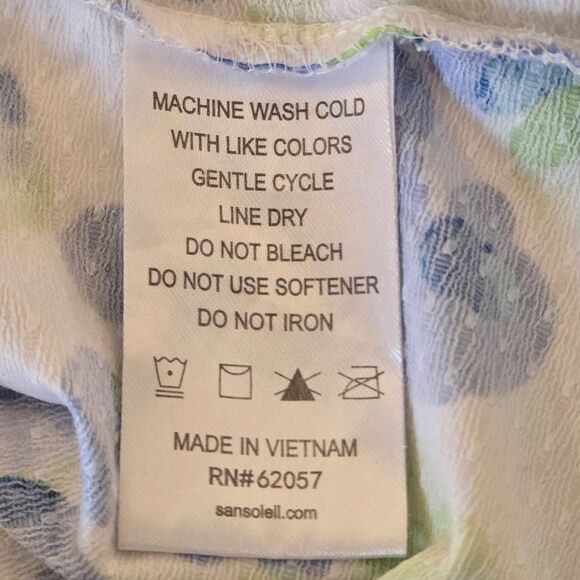 MACHINE WASH COLD
WITH LIKE COLORS
GENTLE CYCLE
LINE DRY
DO NOT BLEACH
DO NOT USE SOFTENER
DO NOT IRON
MADE IN VIETNAM
RN#62057
sansoleil.com